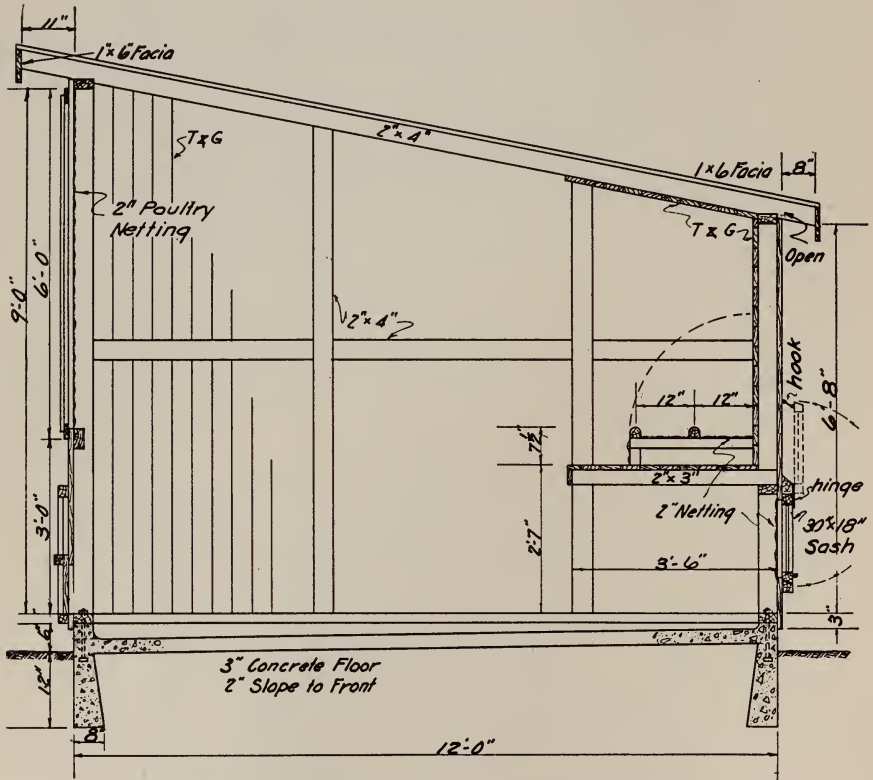 11"
1"x6" Facia
2"x4"
T&G
1x6 Facia
8"
2" Poultry
Netting
T&G
Open
9'-0"
6'-0"
2"x4"
hook
6'-8"
12"
12"
7½"
2"x3"
hinge
2" Netting
30"x18"
Sash
3'-0"
2'-7"
3'-6"
6"
3"
3" Concrete Floor
2" Slope to Front
12"
8"
12'-0"